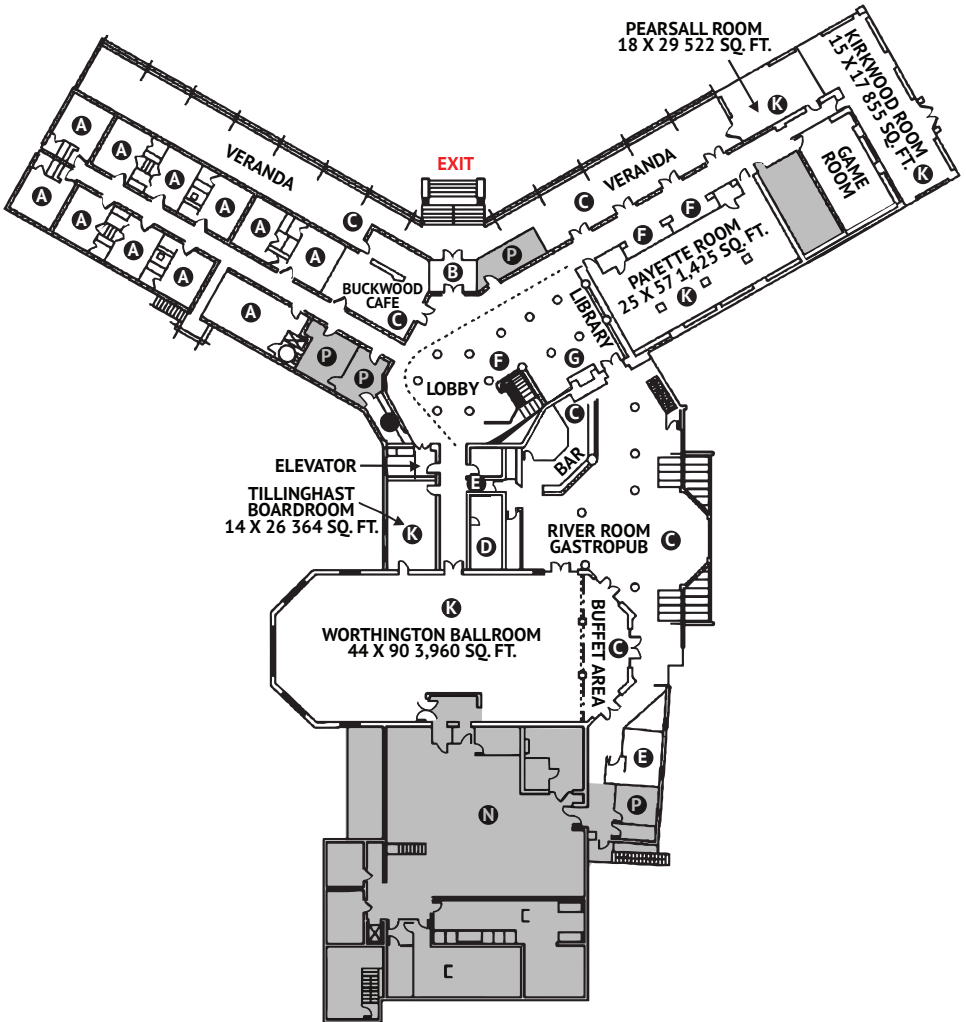 PEARSALL ROOM
18 X 29 522 SQ. FT.
KIRKWOOD ROOM
15 X 17 855 SQ. FT.
K
K
GAME
ROOM
VERANDA
EXIT
VERANDA
A
A
A
A
A
A
A
A
A
A
A
C
C
B
P
F
F
PAYETTE ROOM
25 X 57 1,425 SQ. FT.
K
BUCKWOOD
CAFE
C
LIBRARY
P
P
LOBBY
F
G
C
BAR
ELEVATOR
E
TILLINGHAST
BOARDROOM
14 X 26 364 SQ. FT.
K
D
RIVER ROOM
GASTROPUB
C
K
WORTHINGTON BALLROOM
44 X 90 3,960 SQ. FT.
BUFFET AREA
C
E
P
N